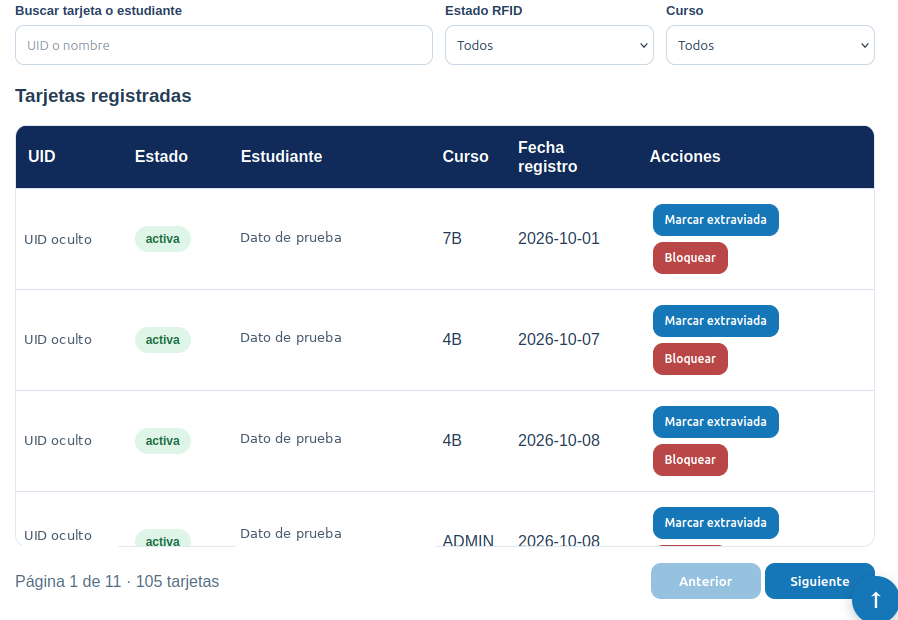 Buscar tarjeta o estudiante Estado RFID Curso
UID o nombre Todos Todos
Tarjetas registradas
UID Estado Estudiante Curso Fecha registro Acciones
UID oculto activa Dato de prueba 7B 2026-10-01 Marcar extraviada
Bloquear
UID oculto activa Dato de prueba 4B 2026-10-07 Marcar extraviada
Bloquear
UID oculto activa Dato de prueba 4B 2026-10-08 Marcar extraviada
Bloquear
UID oculto activa Dato de prueba ADMIN 2026-10-08 Marcar extraviada
Página 1 de 11 · 105 tarjetas Anterior Siguiente
↑